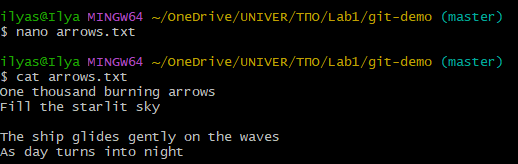 ilyas@Ilya MINGW64 ~/OneDrive/UNIVER/ТПО/Lab1/git-demo (master)
$ nano arrows.txt
ilyas@Ilya MINGW64 ~/OneDrive/UNIVER/ТПО/Lab1/git-demo (master)
$ cat arrows.txt
One thousand burning arrows
Fill the starlit sky
The ship glides gently on the waves
As day turns into night